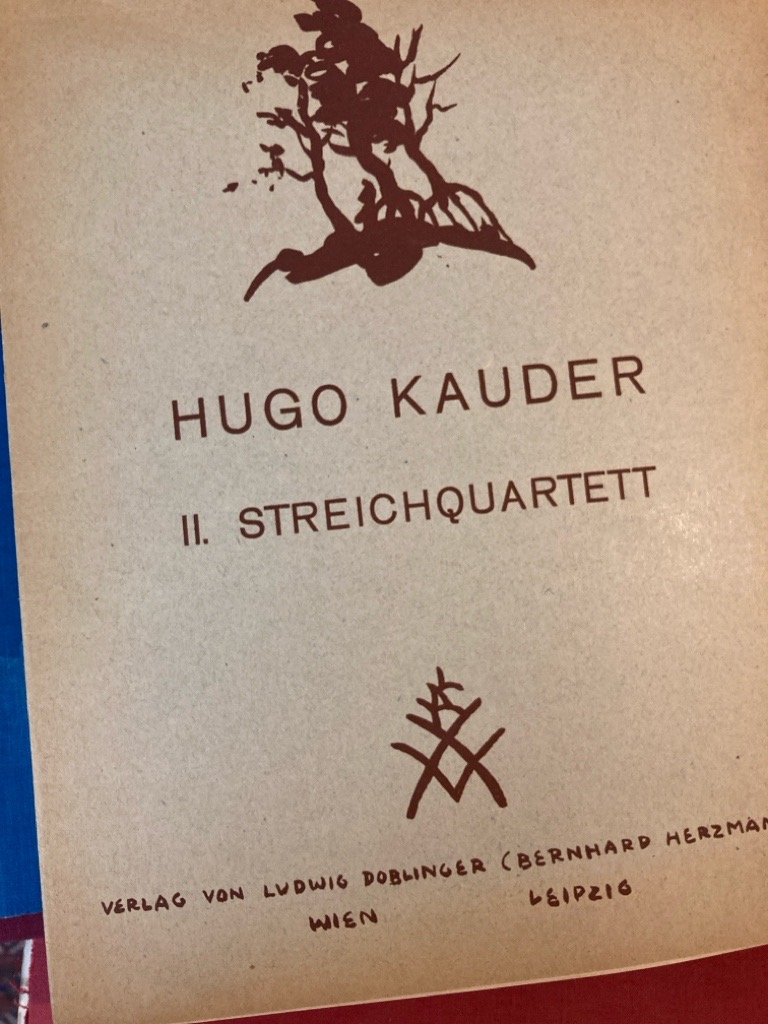 HUGO KAUDER
II. STREICHQUARTETT
VERLAG VON LUDWIG DOBLINGER (BERNHARD HERZMAN
WIEN LEIPZIG